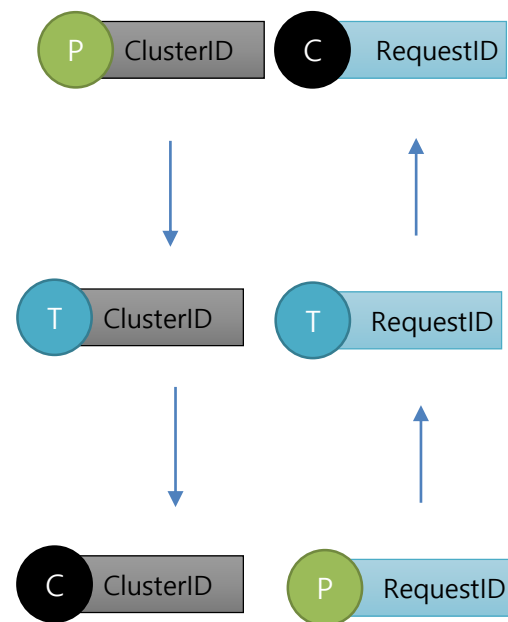 P ClusterID C RequestID
T ClusterID T RequestID
C ClusterID P RequestID